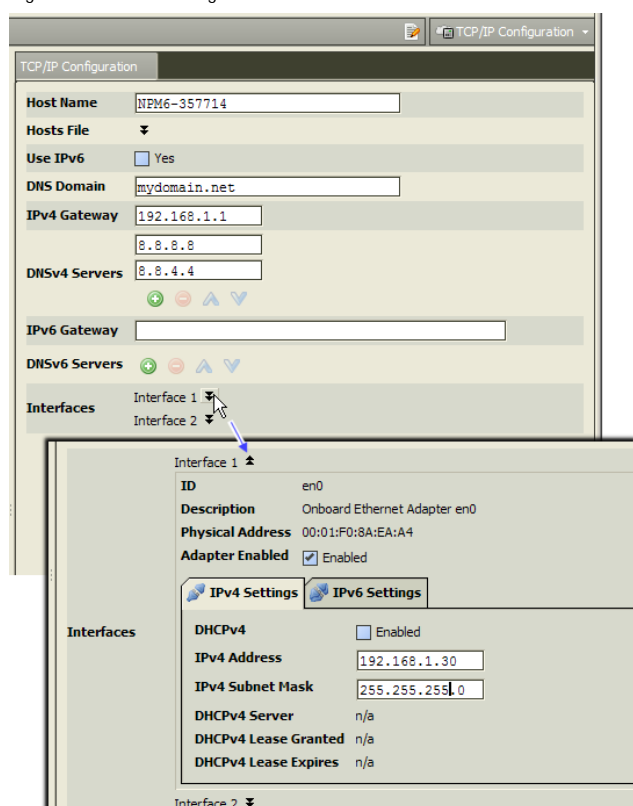 TCP/IP Configuration
TCP/IP Configuration
Host Name NPM6-357714
Hosts File
Use IPv6 Yes
DNS Domain mydomain.net
IPv4 Gateway 192.168.1.1
8.8.8.8
DNSv4 Servers 8.8.4.4
IPv6 Gateway
DNSv6 Servers
Interfaces Interface 1
Interface 2
Interface 1
ID en0
Description Onboard Ethernet Adapter en0
Physical Address 00:01:F0:8A:EA:A4
Adapter Enabled Enabled
IPv4 Settings IPv6 Settings
Interfaces DHCPv4 Enabled
IPv4 Address 192.168.1.30
IPv4 Subnet Mask 255.255.255.0
DHCPv4 Server n/a
DHCPv4 Lease Granted n/a
DHCPv4 Lease Expires n/a
Interface 2